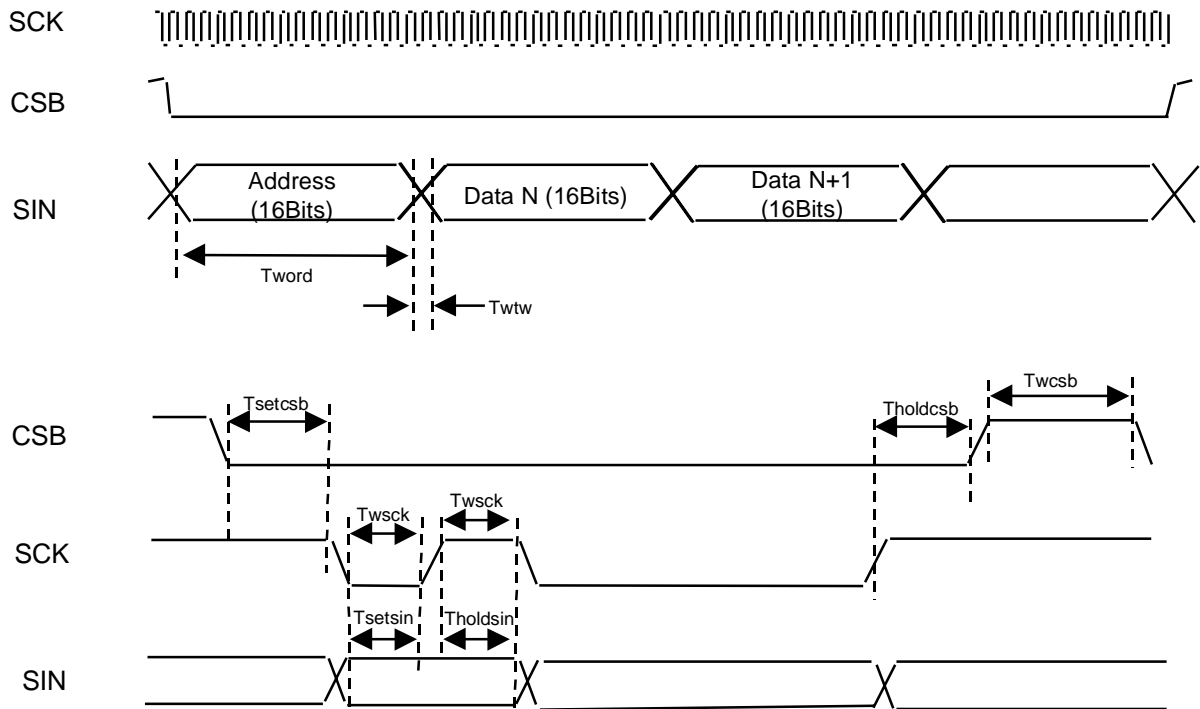 SCK
CSB
SIN
Address
(16Bits)
Data N (16Bits)
Data N+1
(16Bits)
Tword
Twtw
CSB
Tsetcsb
Tholdcsb
Twcsb
SCK
Twsck
Twsck
Tsetsin
Tholdsin
SIN